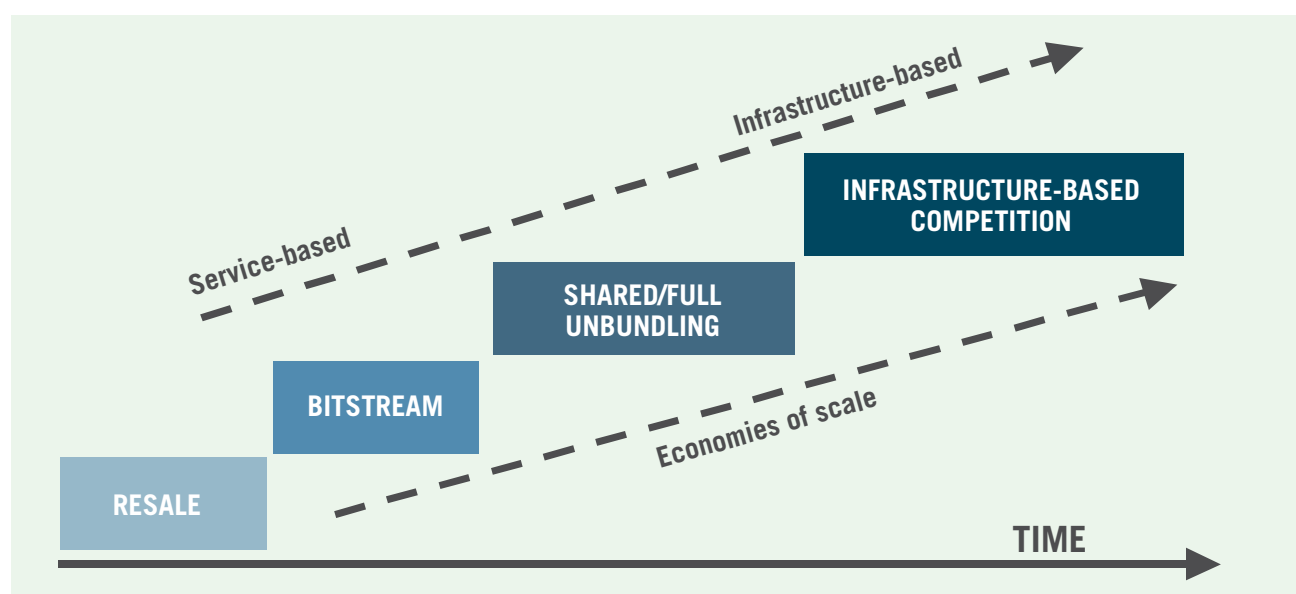 Infrastructure-based
INFRASTRUCTURE-BASED
COMPETITION
Service-based
SHARED/FULL
UNBUNDLING
BITSTREAM
Economies of scale
RESALE
TIME